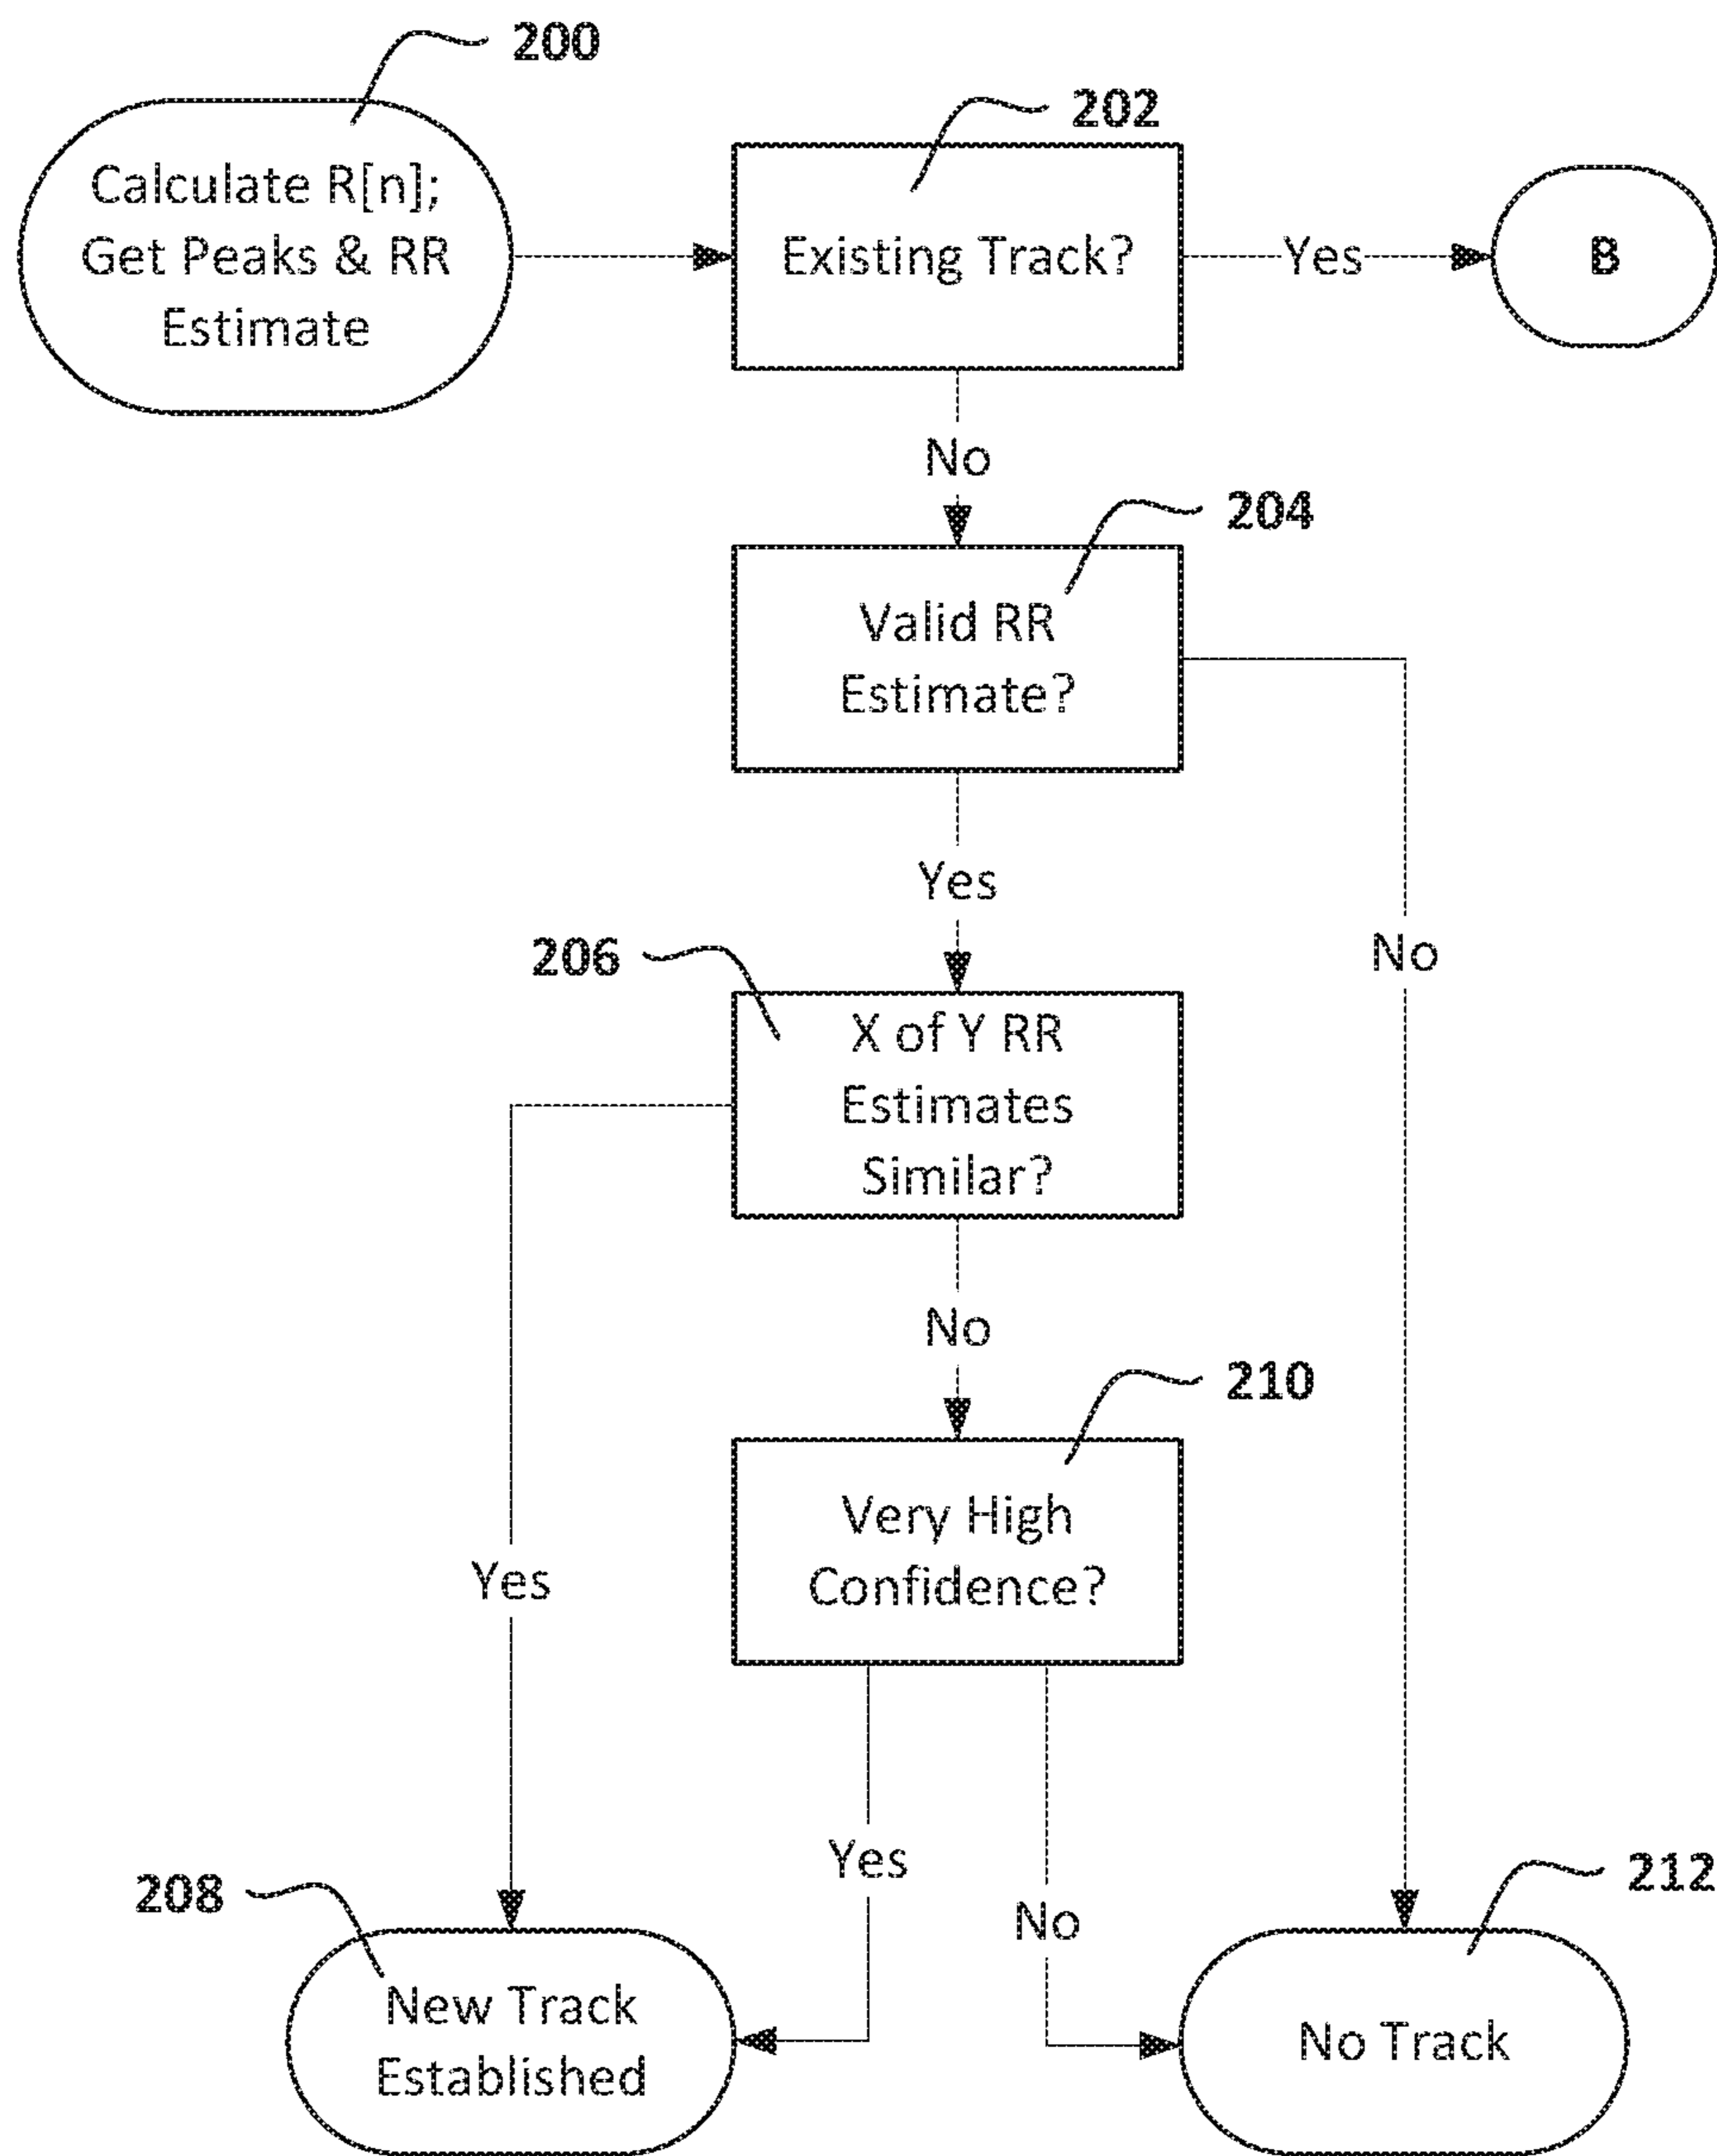 200
Calculate R[n];
Get Peaks & RR
Estimate
202
Existing Track?
Yes
B
No
204
Valid RR
Estimate?
Yes
No
206
X of Y RR
Estimates
Similar?
No
210
Very High
Confidence?
Yes
Yes
No
208
New Track
Established
212
No Track